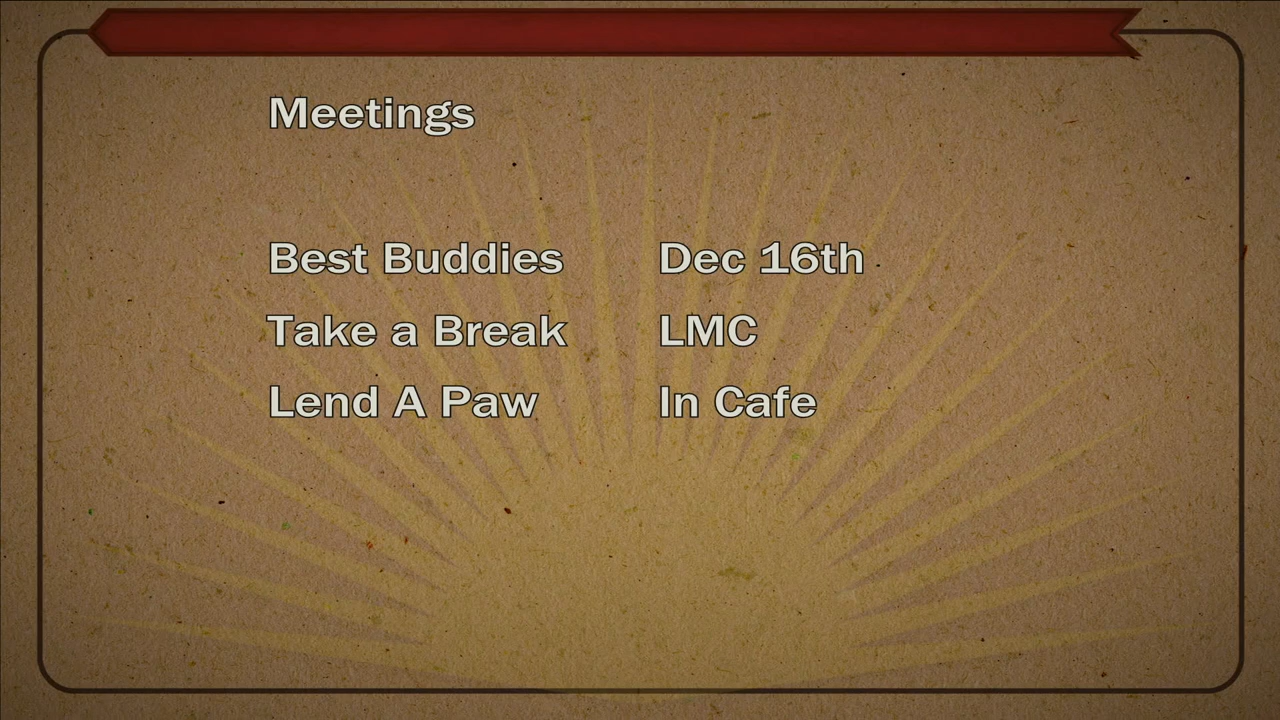 Meetings
Best Buddies Dec 16th
Take a Break LMC
Lend A Paw In Cafe